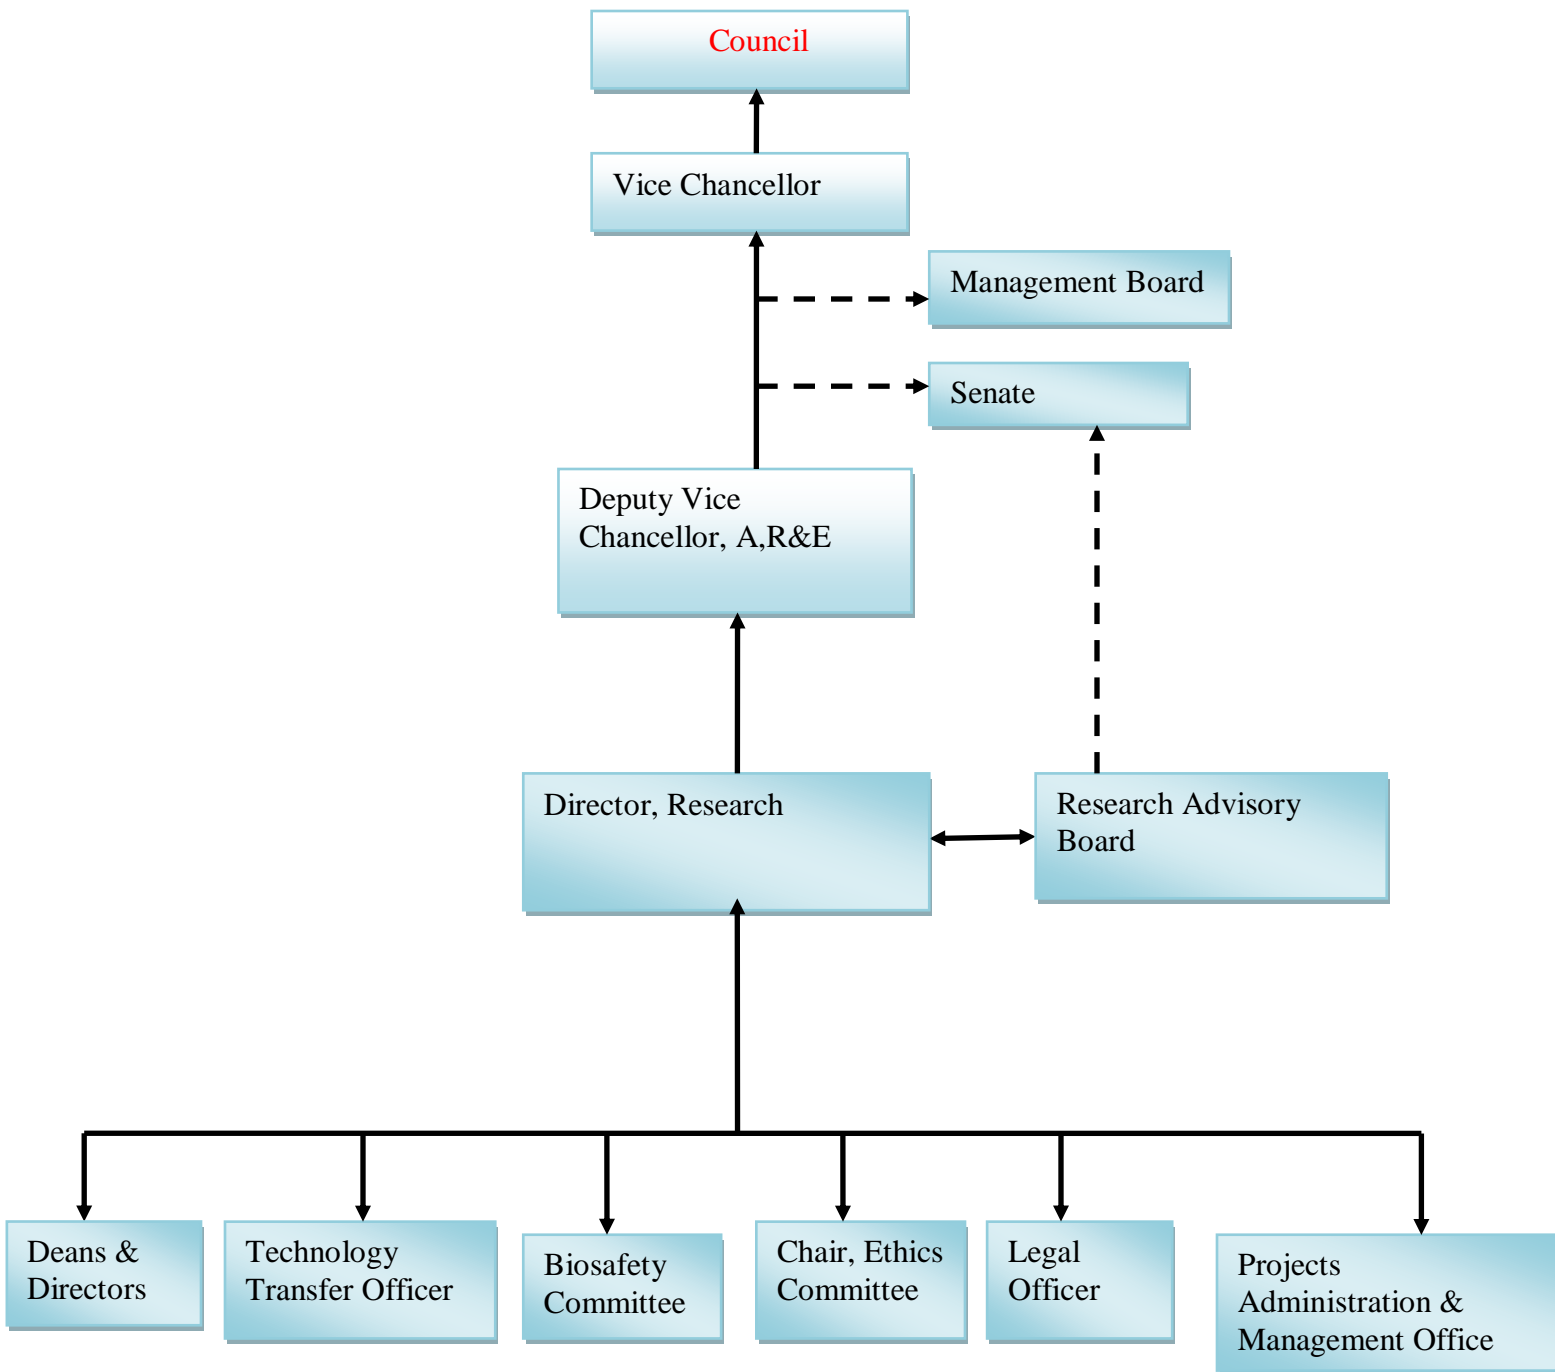 Council
Vice Chancellor
Management Board
Senate
Deputy Vice
Chancellor, A,R&E
Director, Research
Research Advisory
Board
Deans &
Directors
Technology
Transfer Officer
Biosafety
Committee
Chair, Ethics
Committee
Legal
Officer
Projects
Administration &
Management Office